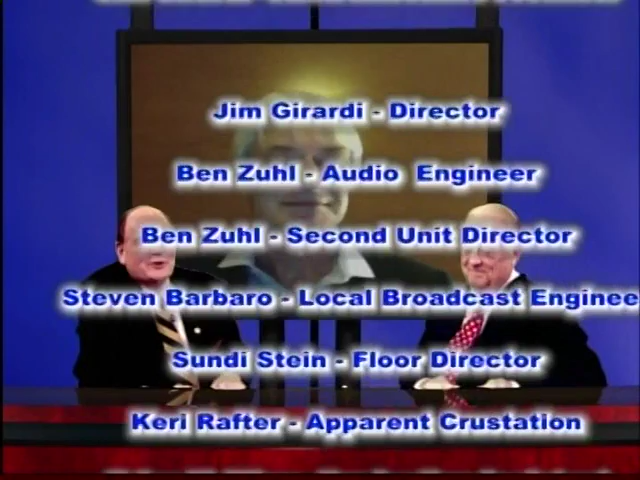 Jim Girardi - Director
Ben Zuhl - Audio Engineer
Ben Zuhl - Second Unit Director
Steven Barbaro - Local Broadcast Enginee
Sundi Stein - Floor Director
Keri Rafter - Apparent Crustation